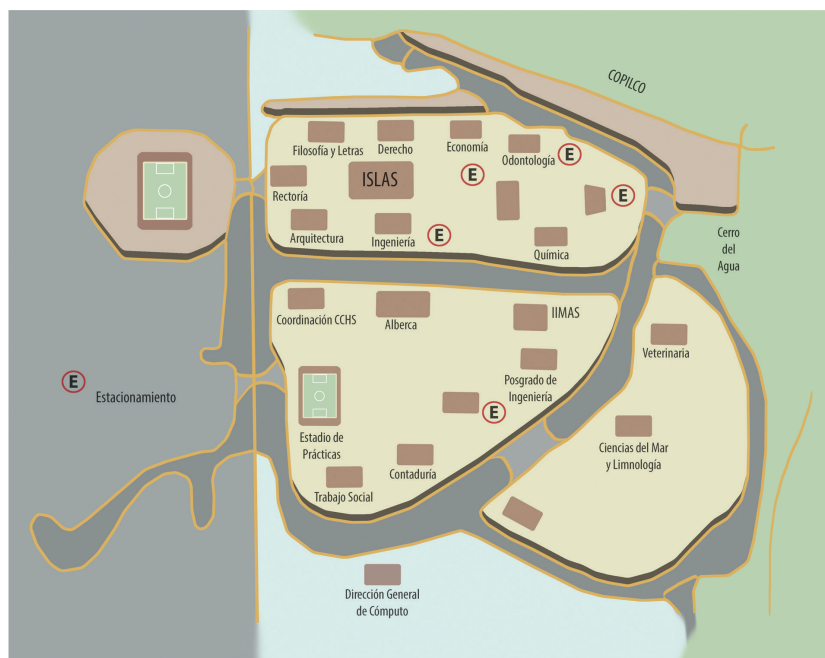 COPILCO
Filosofía y Letras
Derecho
Economía
Odontología
E
E
ISLAS
E
Rectoría
Arquitectura
Ingeniería
E
Química
Cerro
del
Agua
Coordinación CCHS
Alberca
IIMAS
Veterinaria
Posgrado de
Ingeniería
E
Estacionamiento
E
Estadio de
Prácticas
Contaduría
Ciencias del Mar
y Limnología
Trabajo Social
Dirección General
de Cómputo